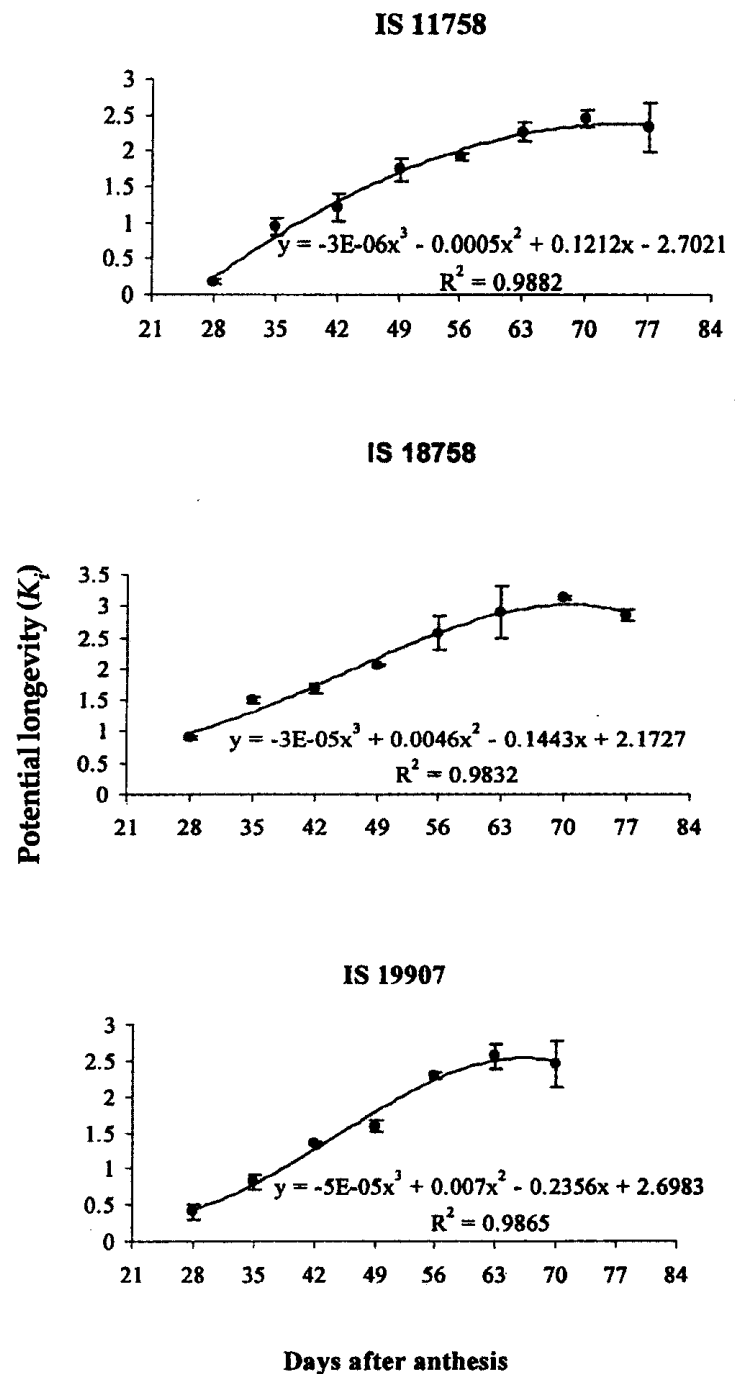 IS 11758
3
2.5
2
1.5
1
0.5
0
y = -3E-06x³ - 0.0005x² + 0.1212x - 2.7021
R² = 0.9882
21 28 35 42 49 56 63 70 77 84
IS 18758
Potential longevity (Kᵢ)
3.5
3
2.5
2
1.5
1
0.5
0
y = -3E-05x³ + 0.0046x² - 0.1443x + 2.1727
R² = 0.9832
21 28 35 42 49 56 63 70 77 84
IS 19907
3
2.5
2
1.5
1
0.5
0
y = -5E-05x³ + 0.007x² - 0.2356x + 2.6983
R² = 0.9865
21 28 35 42 49 56 63 70 77 84
Days after anthesis